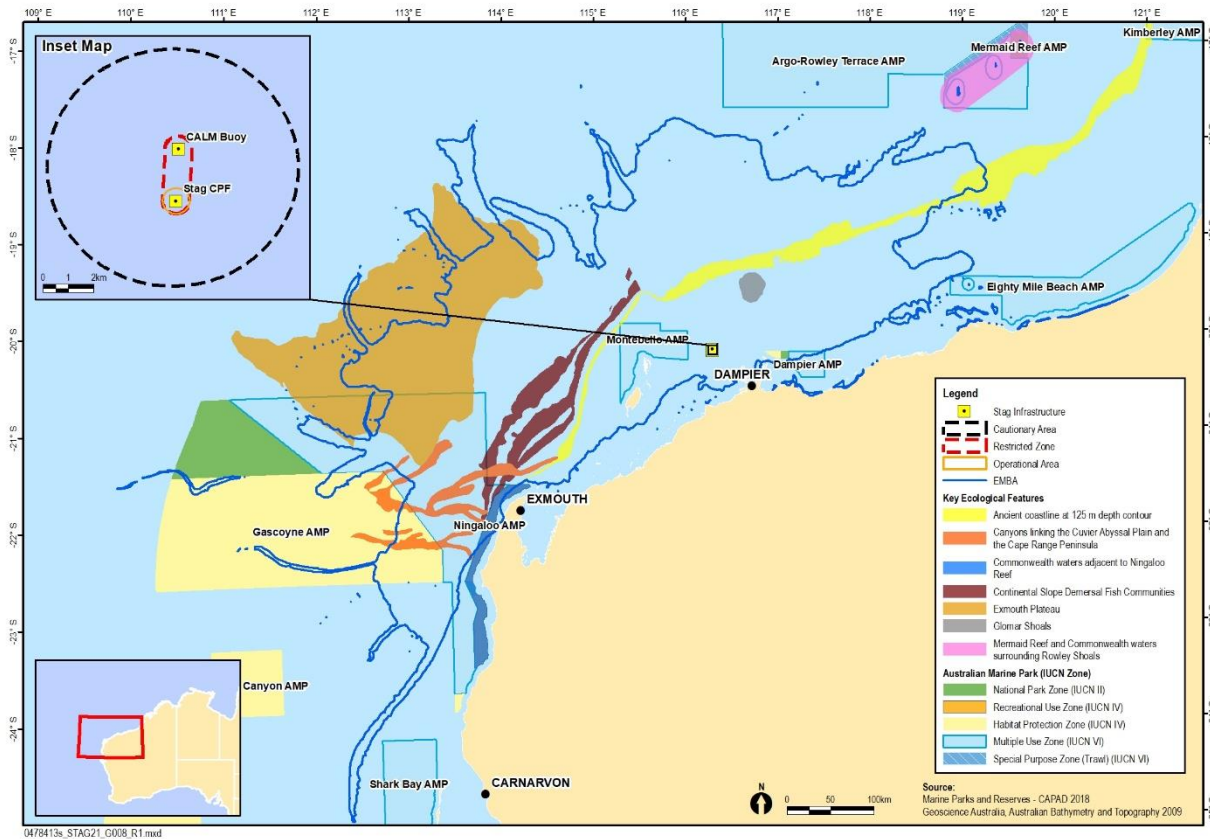 109° E 110° E 111° E 112° E 113° E 114° E 115° E 116° E 117° E 118° E 119° E 120° E 121° E
Inset Map
CALM Buoy
Stag CPF
0 1 2km
-17° S
-18° S
-19° S
-20° S
-21° S
-22° S
-23° S
-24° S
Kimberley AMP
Mermaid Reef AMP
Argo-Rowley Terrace AMP
Eighty Mile Beach AMP
Montebello AMP
Dampier AMP
DAMPIER
EXMOUTH
Ningaloo AMP
Gascoyne AMP
Canyon AMP
Shark Bay AMP
CARNARVON
Legend
Stag Infrastructure
Cautionary Area
Restricted Zone
Operational Area
EMBA
Key Ecological Features
Ancient coastline at 125 m depth contour
Canyons linking the Cuvier Abyssal Plain and
the Cape Range Peninsula
Commonwealth waters adjacent to Ningaloo
Reef
Continental Slope Demersal Fish Communities
Exmouth Plateau
Glomar Shoals
Mermaid Reef and Commonwealth waters
surrounding Rowley Shoals
Australian Marine Park (IUCN Zone)
National Park Zone (IUCN II)
Recreational Use Zone (IUCN IV)
Habitat Protection Zone (IUCN IV)
Multiple Use Zone (IUCN VI)
Special Purpose Zone (Trawl) (IUCN VI)
N
0 50 100km
Source:
Marine Parks and Reserves - CAPAD 2018
Geoscience Australia, Australian Bathymetry and Topography 2009
0478413s_STAG21_G008_R1.mxd